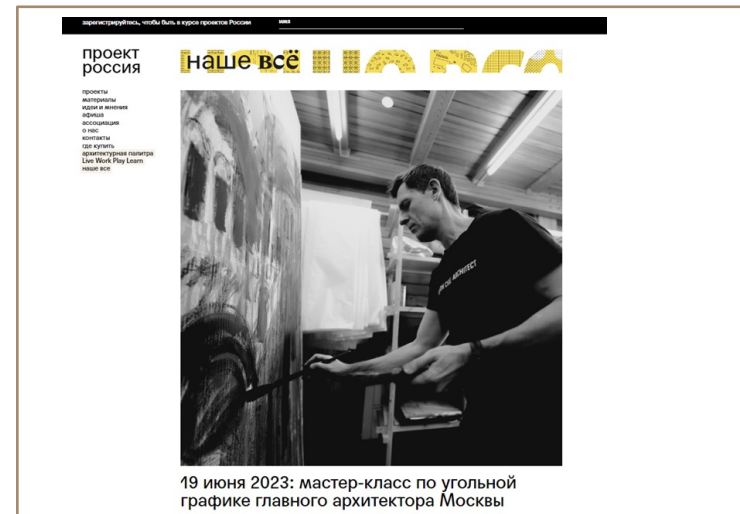 зарегистрируйтесь, чтобы быть в курсе проектов России
имя
проект
россия
наше всё
проекты
материалы
идеи и мнения
афиша
ассоциация
о нас
контакты
где купить
архитектурная палитра
Live Work Play Learn
наше все
ARCHITECT
19 июня 2023: мастер-класс по угольной
графике главного архитектора Москвы